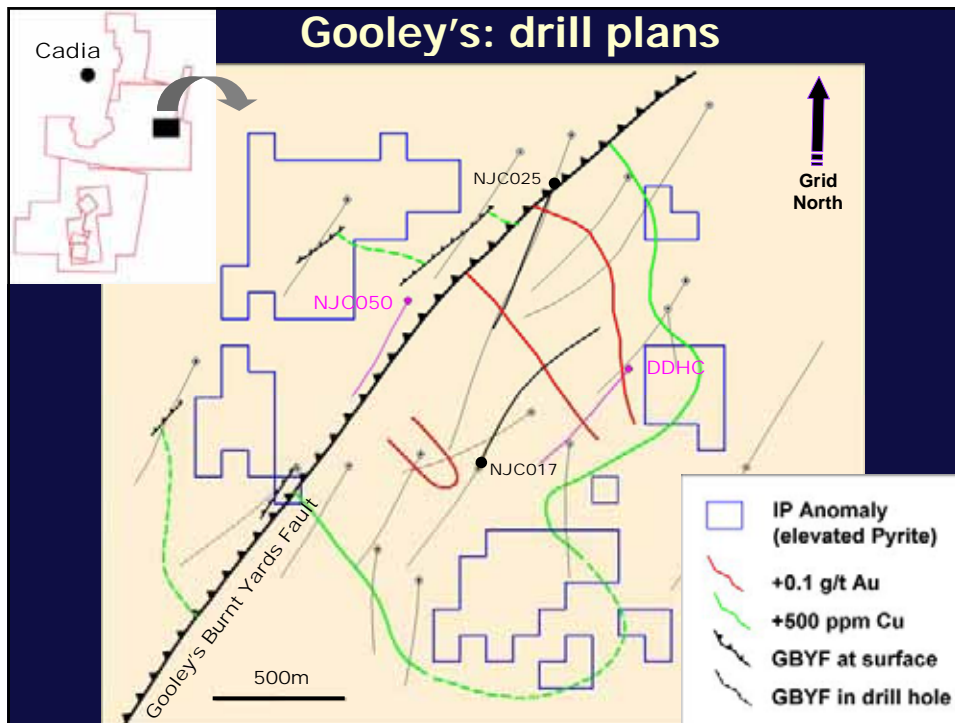 Gooley's: drill plans
Cadia
Grid
North
NJC025
NJC050
DDHC
NJC017
Gooley's Burnt Yards Fault
500m
IP Anomaly
(elevated Pyrite)
+0.1 g/t Au
+500 ppm Cu
GBYF at surface
GBYF in drill hole